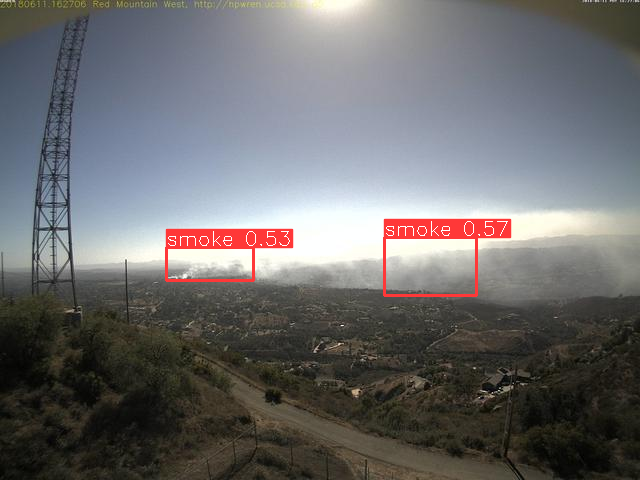 20180611.162706 Red Mountain West, http://hpwren.ucsd.edu
smoke 0.53
smoke 0.57